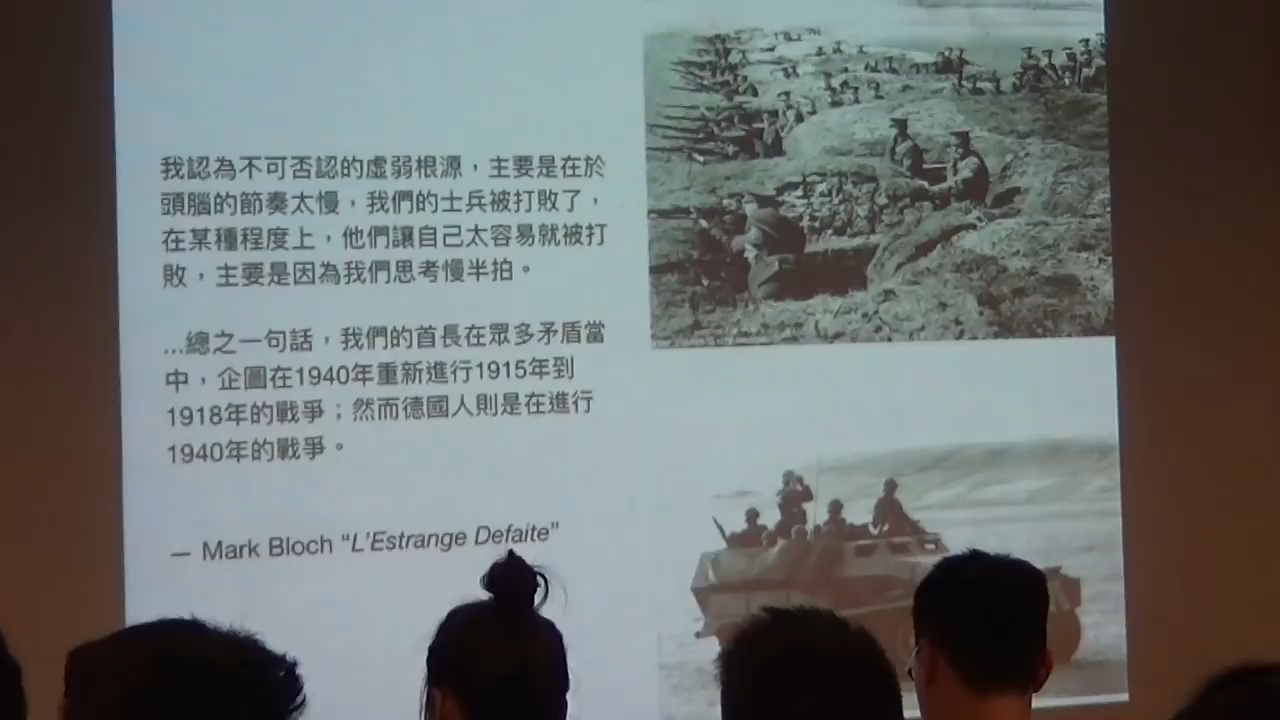 我認為不可否認的虛弱根源，主要是在於
頭腦的節奏太慢，我們的士兵被打敗了，
在某種程度上，他們讓自己太容易就被打
敗，主要是因為我們思考慢半拍。
...總之一句話，我們的首長在眾多矛盾當
中，企圖在1940年重新進行1915年到
1918年的戰爭；然而德國人則是在進行
1940年的戰爭。
— Mark Bloch “L’Estrange Defaite”